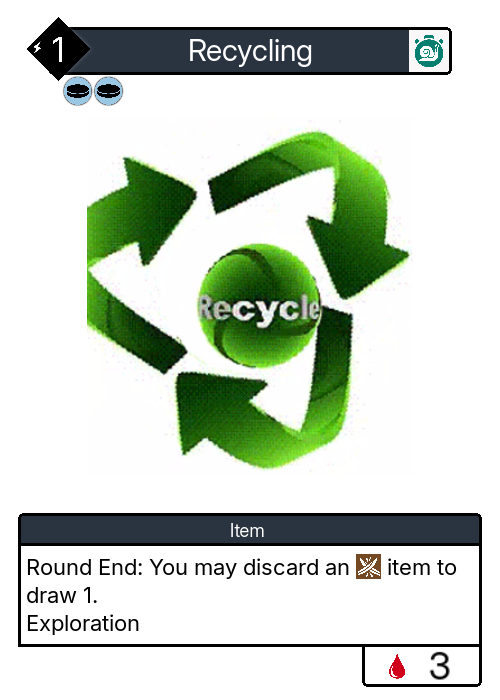 1 Recycling
Recycle
Item
Round End: You may discard an item to
draw 1.
Exploration
3